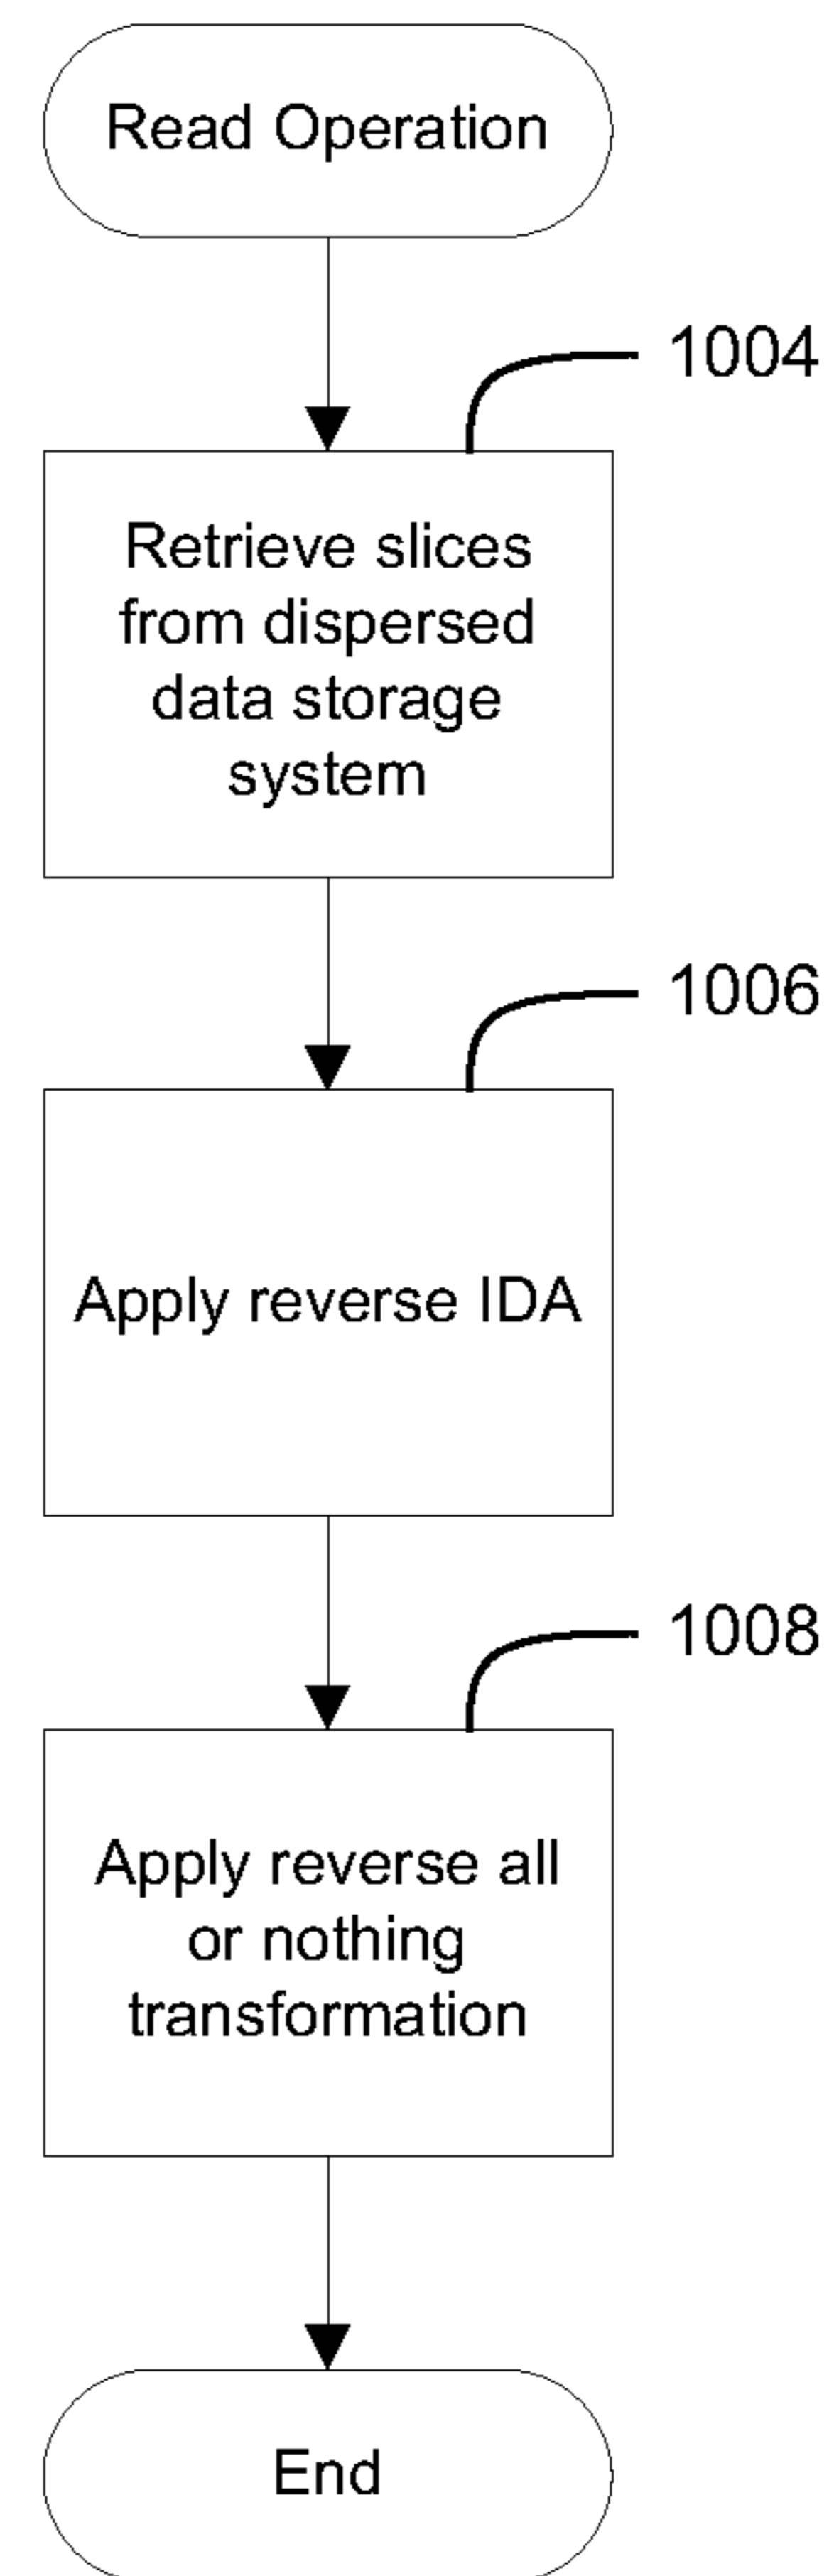 Read Operation
1004
Retrieve slices
from dispersed
data storage
system
1006
Apply reverse IDA
1008
Apply reverse all
or nothing
transformation
End